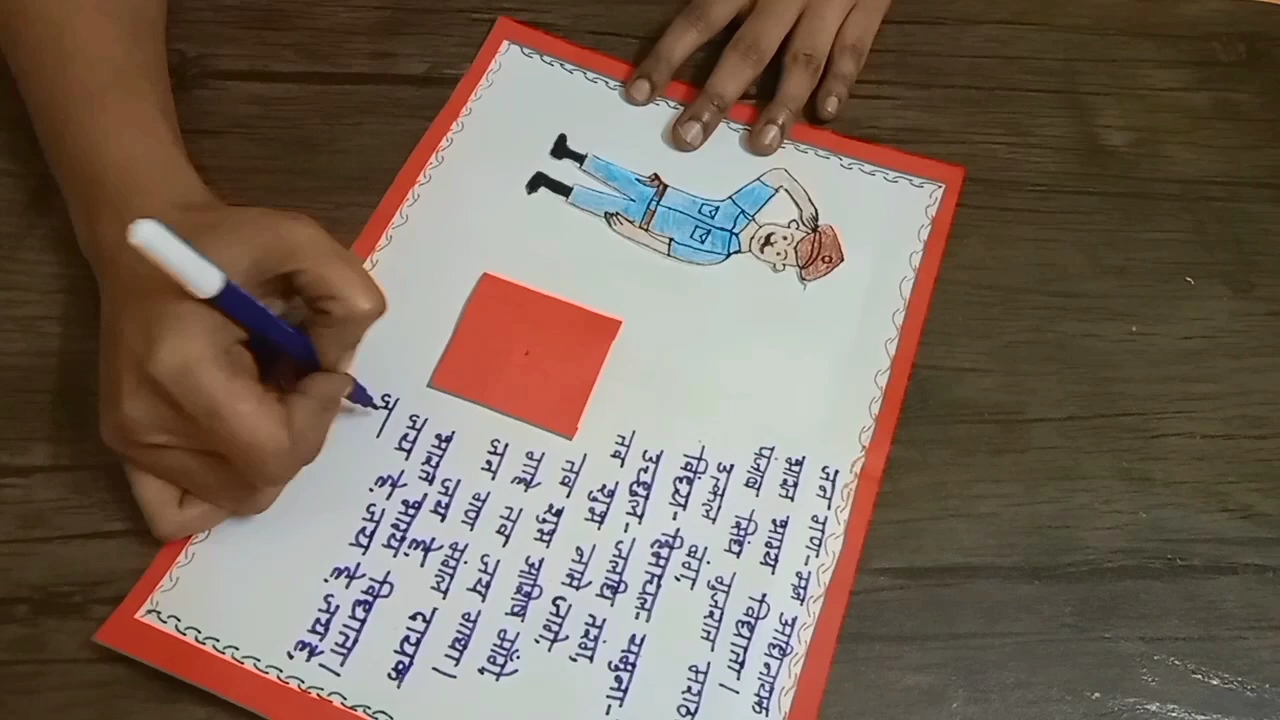 जन गण-मन अधिनायक
भारत भाग्य विधाता।
पंजाब सिंध गुजरात मराठ
उत्कल बंग,
विंध्य-हिमाचल-यमुना-
उच्छल-जलधि तरंग,
तव शुभ नामे जागे,
तव शुभ आशिष माँगे,
गाहे तव जय गाथा।
जन गण मंगल दायक
भारत भाग्य विधाता।
जय हे, जय हे, जय हे,
ज